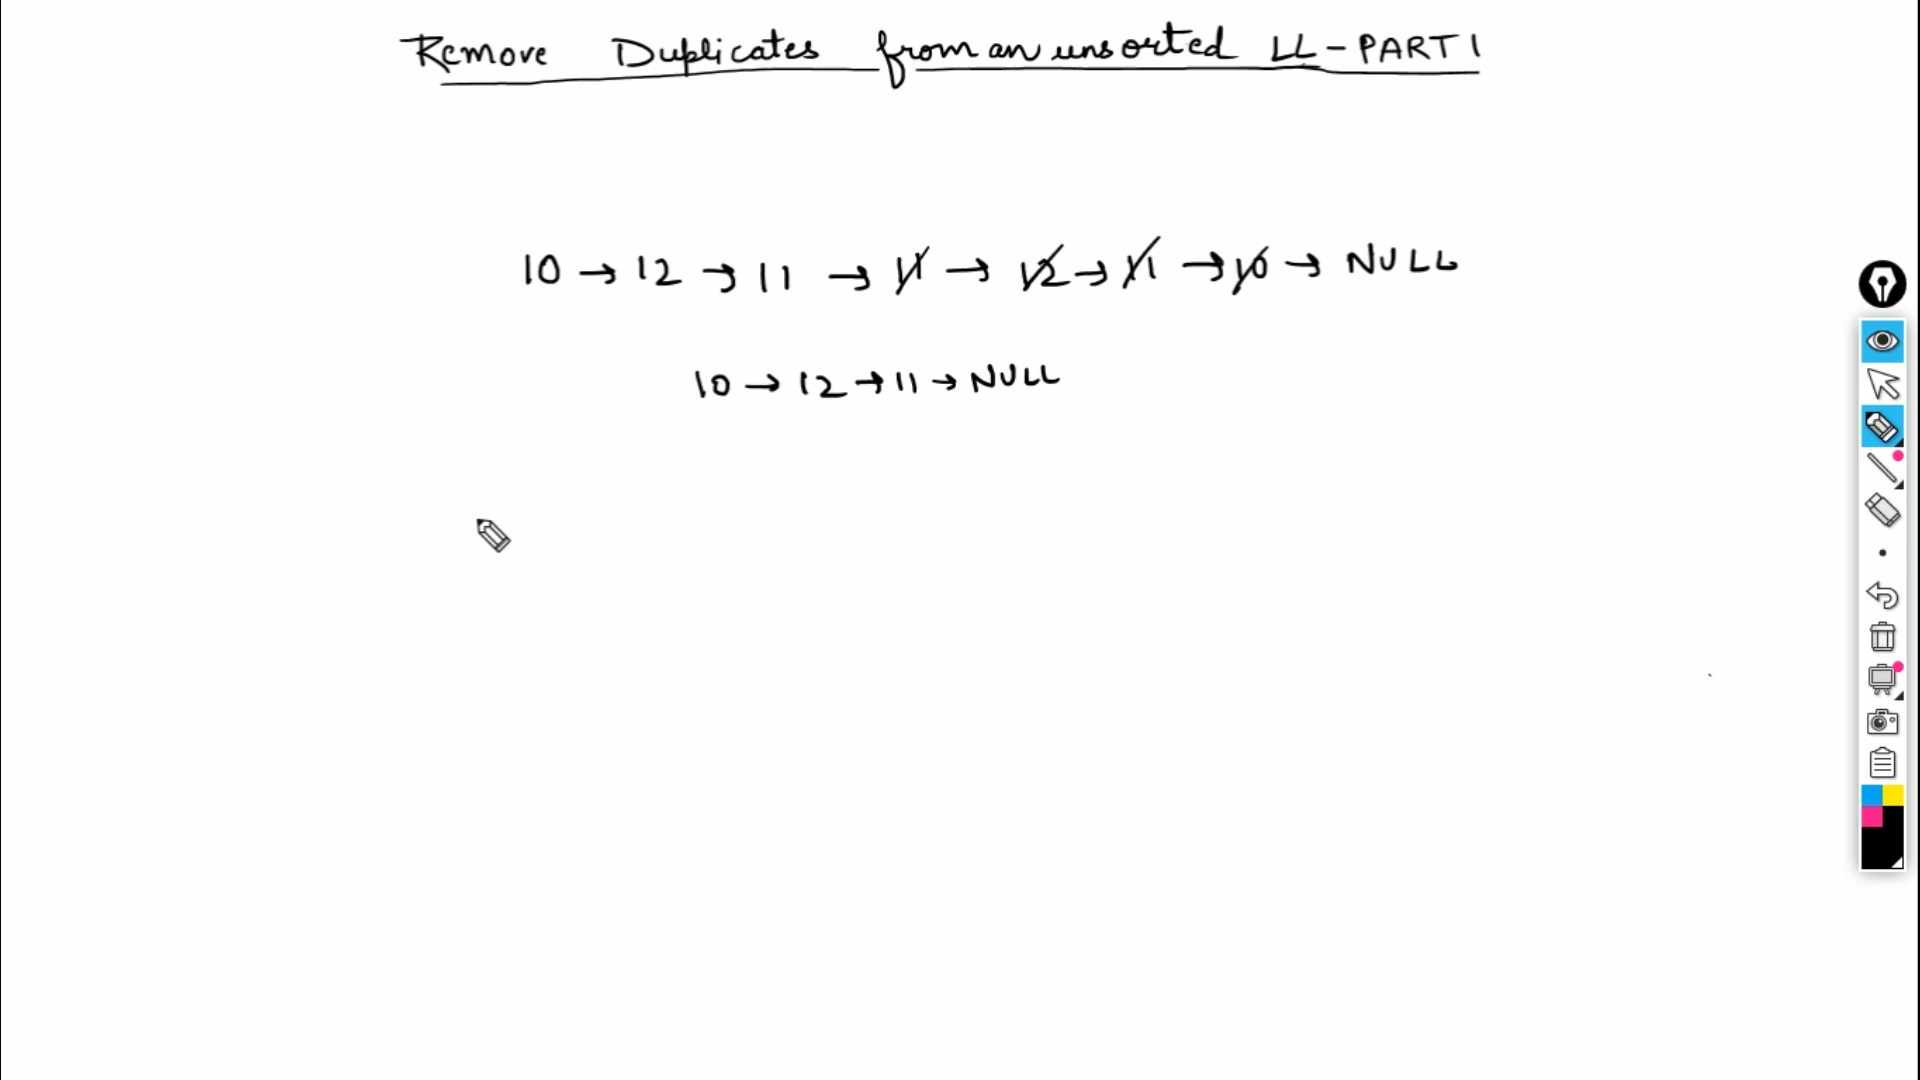 Remove Duplicates from an unsorted LL - PART 1
10 → 12 → 11 → 11 → 12 → 11 → 10 → NULL
10 → 12 → 11 → NULL